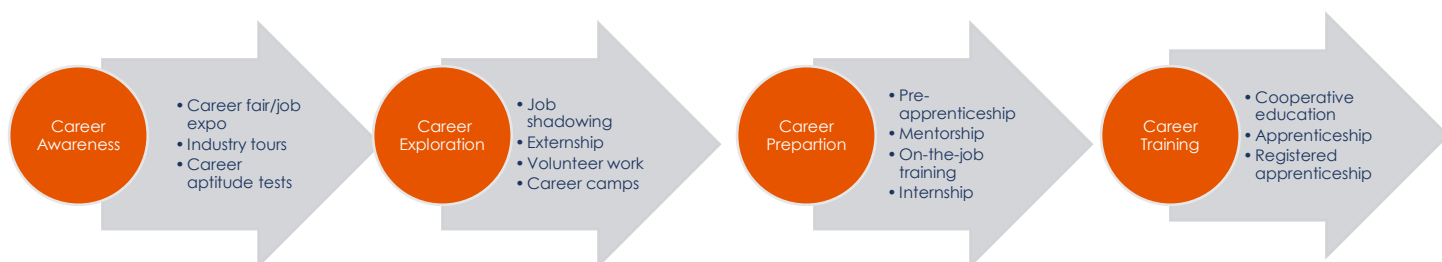 Career
Awareness
• Career fair/job
expo
• Industry tours
• Career
aptitude tests
Career
Exploration
• Job
shadowing
• Externship
• Volunteer work
• Career camps
Career
Prepartion
• Pre-
apprenticeship
• Mentorship
• On-the-job
training
• Internship
Career
Training
• Cooperative
education
• Apprenticeship
• Registered
apprenticeship